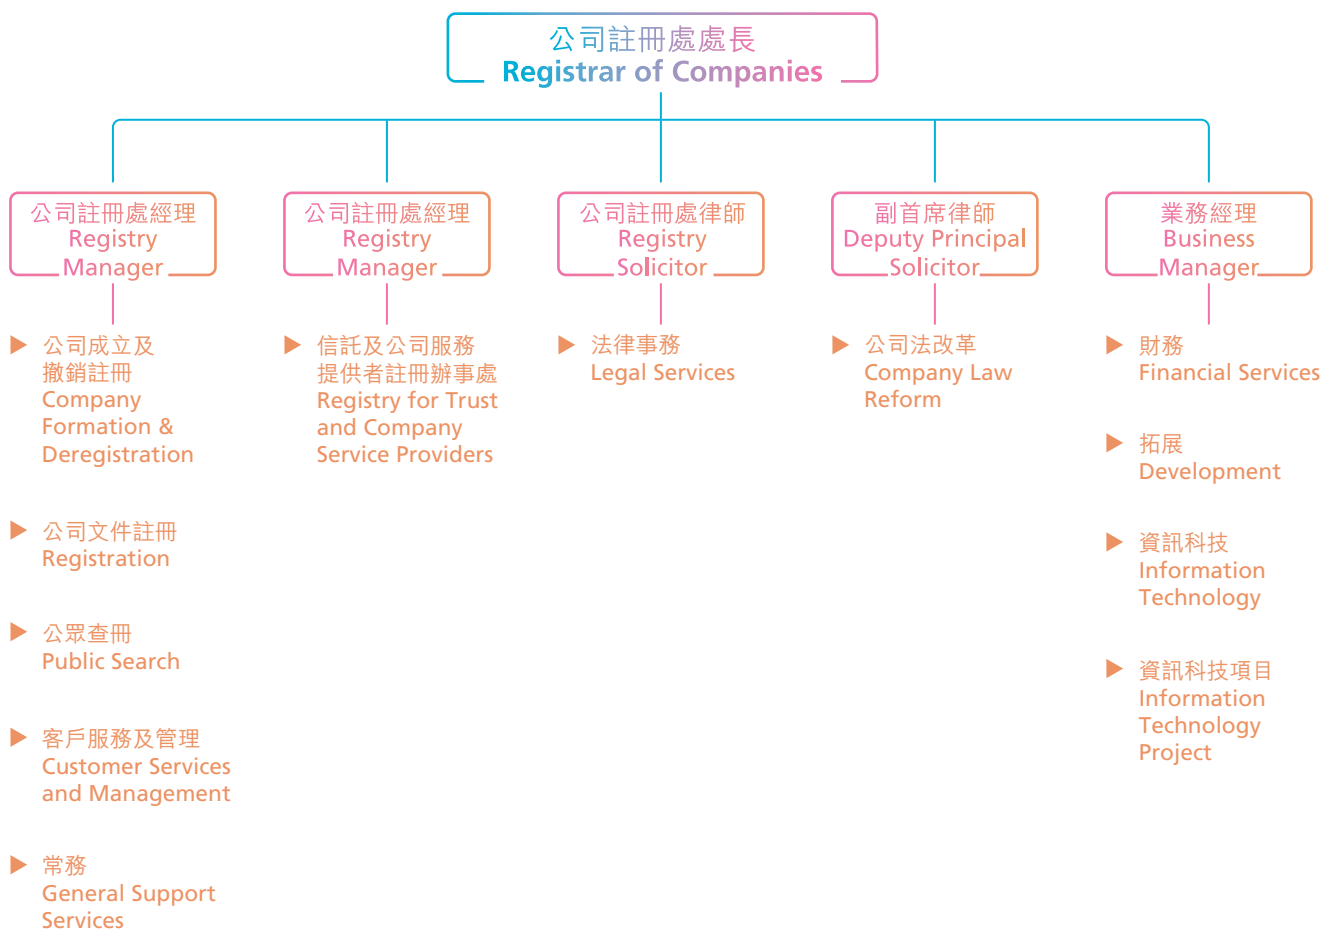 公司註冊處處長
Registrar of Companies
公司註冊處經理
Registry
Manager
公司成立及
撤銷註冊
Company
Formation &
Deregistration
公司文件註冊
Registration
公眾查冊
Public Search
客戶服務及管理
Customer Services
and Management
常務
General Support
Services
公司註冊處經理
Registry
Manager
信託及公司服務
提供者註冊辦事處
Registry for Trust
and Company
Service Providers
公司註冊處律師
Registry
Solicitor
法律事務
Legal Services
副首席律師
Deputy Principal
Solicitor
公司法改革
Company Law
Reform
業務經理
Business
Manager
財務
Financial Services
拓展
Development
資訊科技
Information
Technology
資訊科技項目
Information
Technology
Project